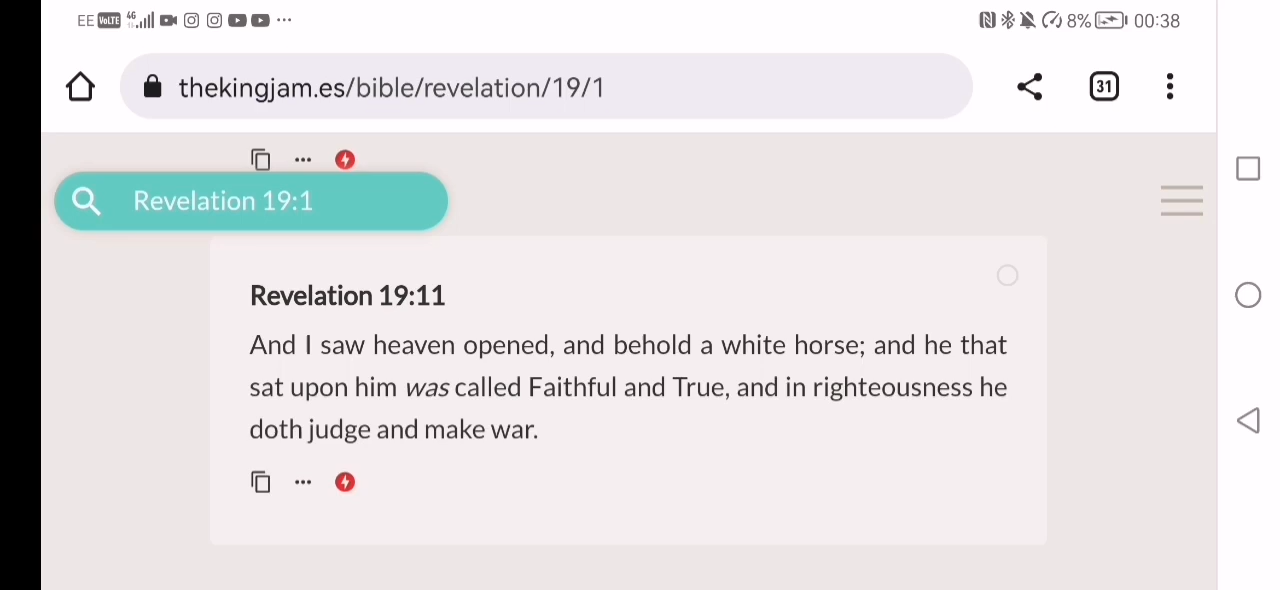 EE VoLTE 4G 8% 00:38
thekingjam.es/bible/revelation/19/1
31
Revelation 19:1
Revelation 19:11
And I saw heaven opened, and behold a white horse; and he that
sat upon him was called Faithful and True, and in righteousness he
doth judge and make war.